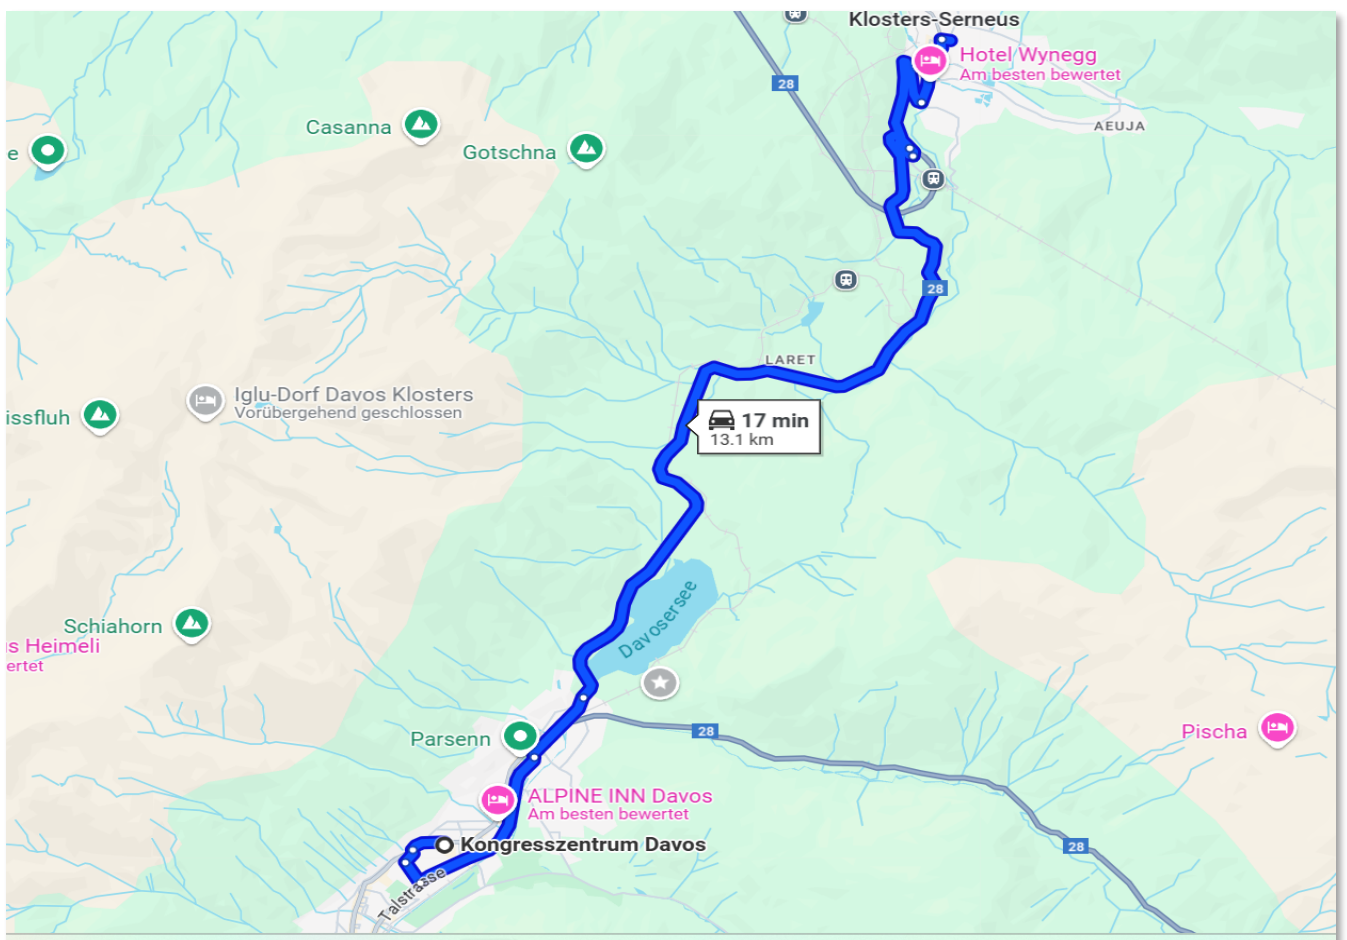 Klosters-Serneus
Hotel Wynegg
Am besten bewertet
28
AEUJA
Casanna
Gotschna
e
28
LARET
Iglu-Dorf Davos Klosters
Vorübergehend geschlossen
issfluh
17 min
13.1 km
Davosersee
Schiahorn
s Heimeli
ertet
28
Pischa
Parsenn
ALPINE INN Davos
Am besten bewertet
Kongresszentrum Davos
28
Talstrasse